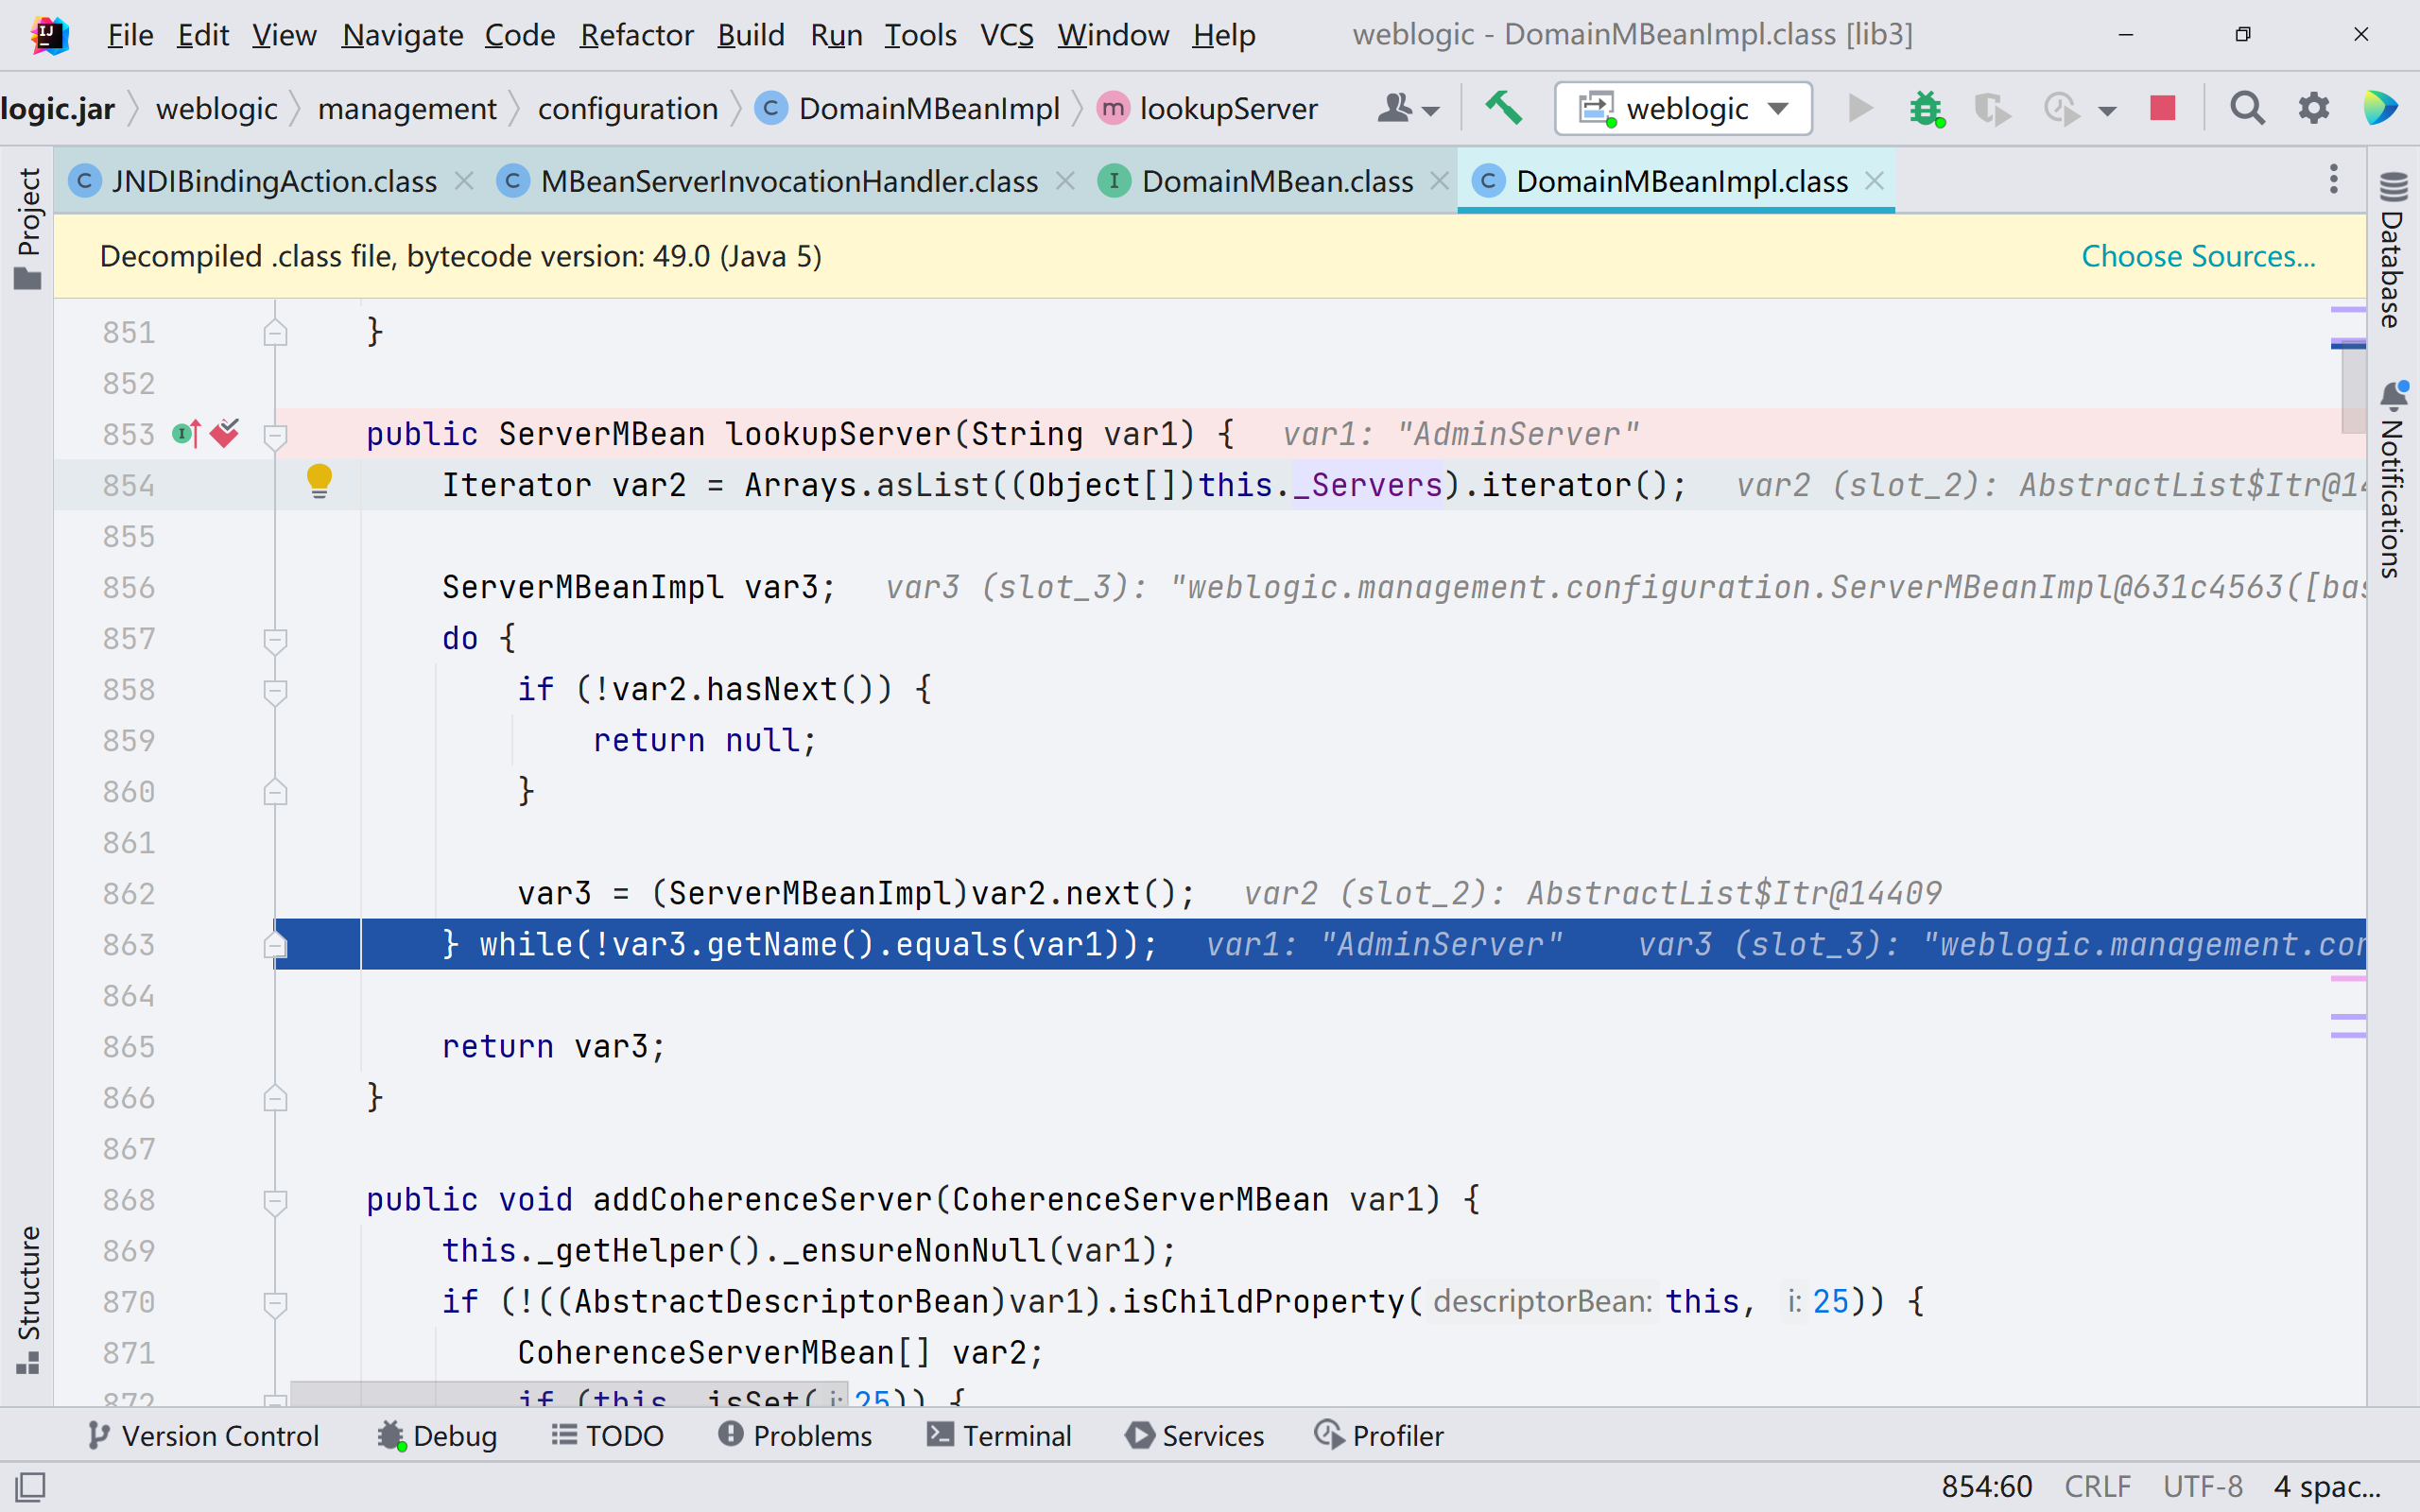 File Edit View Navigate Code Refactor Build Run Tools VCS Window Help weblogic - DomainMBeanImpl.class [lib3]
logic.jar weblogic management configuration C DomainMBeanImpl m lookupServer weblogic
C JNDIBindingAction.class C MBeanServerInvocationHandler.class I DomainMBean.class C DomainMBeanImpl.class
Project
Decompiled .class file, bytecode version: 49.0 (Java 5) Choose Sources...
Database
Notifications
851 }
852
853 public ServerMBean lookupServer(String var1) { var1: "AdminServer"
854 Iterator var2 = Arrays.asList((Object[])this._Servers).iterator(); var2 (slot_2): AbstractList$Itr@14
855
856 ServerMBeanImpl var3; var3 (slot_3): "weblogic.management.configuration.ServerMBeanImpl@631c4563([bas
857 do {
858 if (!var2.hasNext()) {
859 return null;
860 }
861
862 var3 = (ServerMBeanImpl)var2.next(); var2 (slot_2): AbstractList$Itr@14409
863 } while(!var3.getName().equals(var1)); var1: "AdminServer" var3 (slot_3): "weblogic.management.con
864
865 return var3;
866 }
867
868 public void addCoherenceServer(CoherenceServerMBean var1) {
869 this._getHelper()._ensureNonNull(var1);
870 if (!((AbstractDescriptorBean)var1).isChildProperty( descriptorBean: this, i: 25)) {
871 CoherenceServerMBean[] var2;
872 if (this._isSet( i: 25)) {
Structure
Version Control Debug TODO Problems Terminal Services Profiler
854:60 CRLF UTF-8 4 spac...